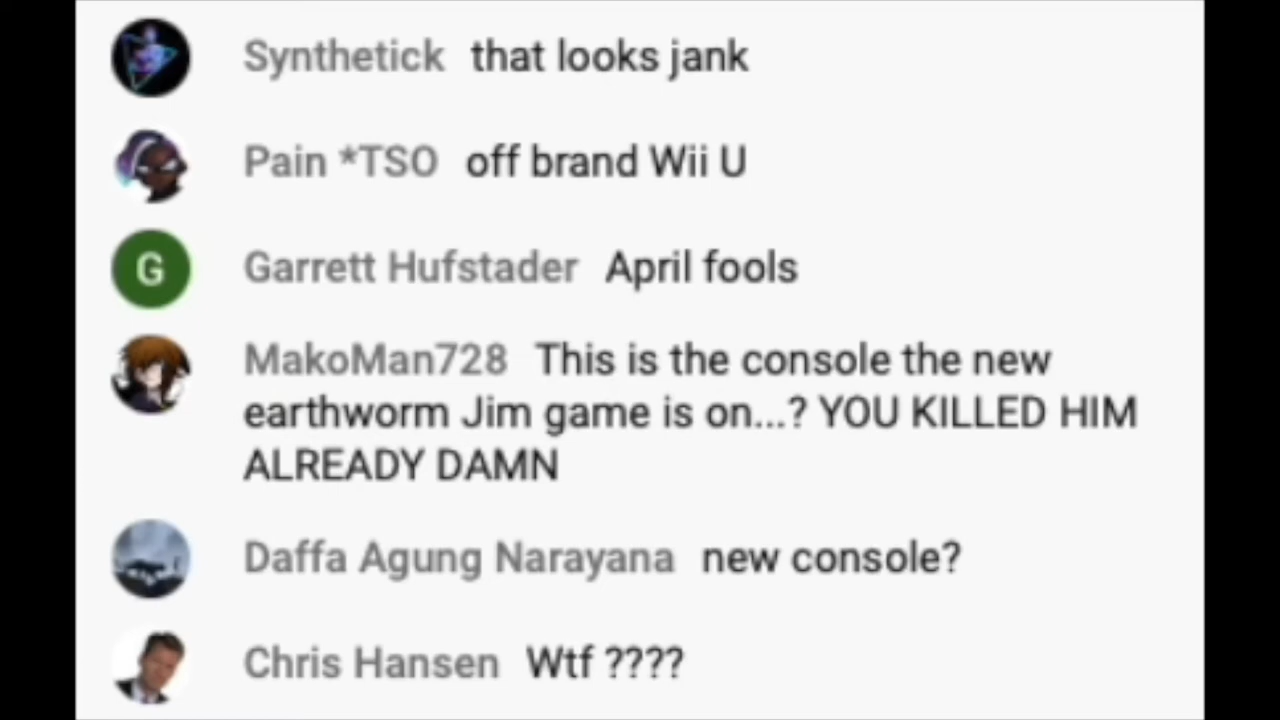 Synthetick that looks jank
Pain *TSO off brand Wii U
G
Garrett Hufstader April fools
MakoMan728 This is the console the new
earthworm Jim game is on...? YOU KILLED HIM
ALREADY DAMN
Daffa Agung Narayana new console?
Chris Hansen Wtf ????